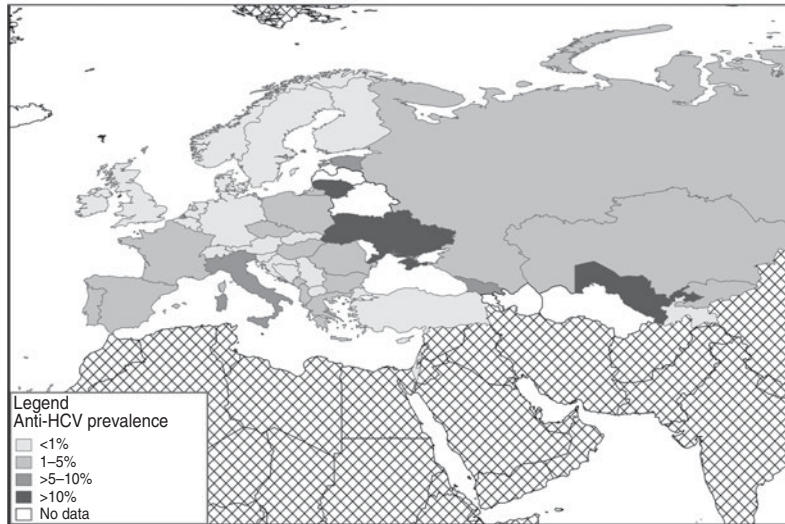 Legend
Anti-HCV prevalence
<1%
1–5%
>5–10%
>10%
No data